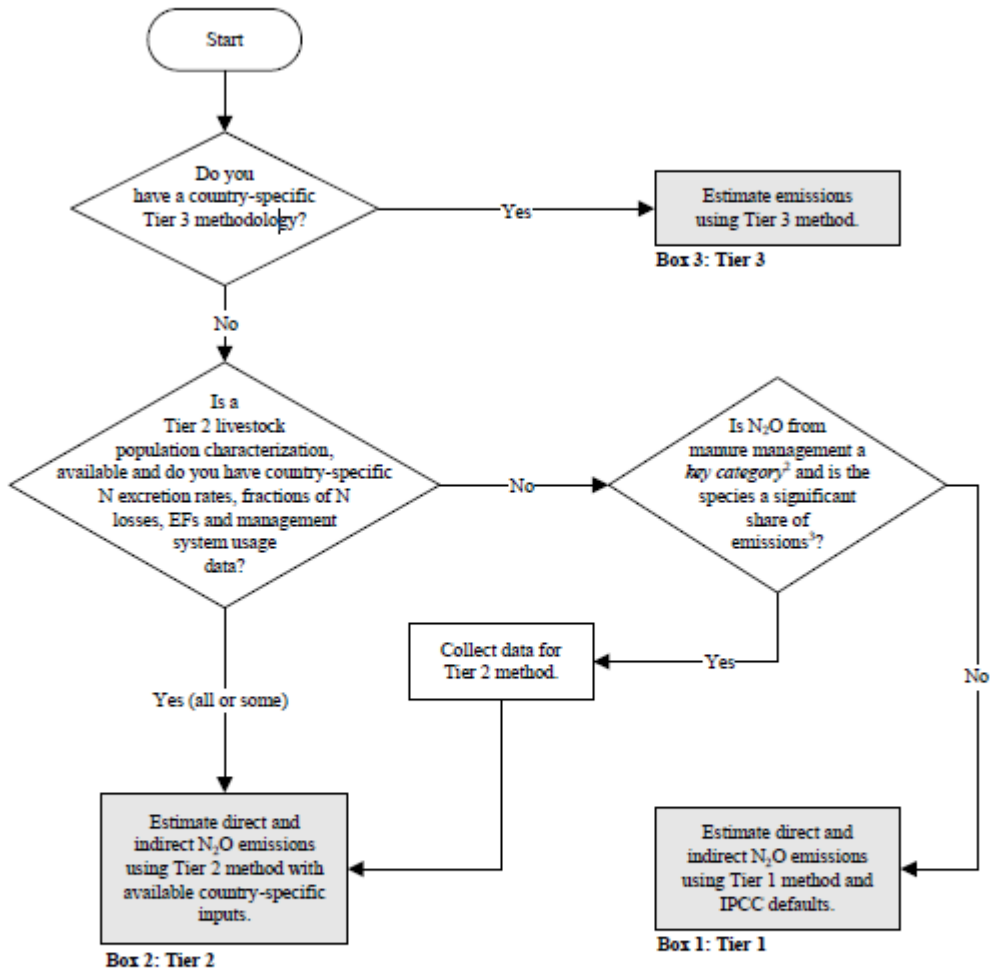 Start
Do you
have a country-specific
Tier 3 methodology?
Yes
Estimate emissions
using Tier 3 method.
Box 3: Tier 3
No
Is a
Tier 2 livestock
population characterization,
available and do you have country-specific
N excretion rates, fractions of N
losses, EFs and management
system usage
data?
No
Is N₂O from
manure management a
key category² and is the
species a significant
share of
emissions³?
Collect data for
Tier 2 method.
Yes
No
Yes (all or some)
Estimate direct and
indirect N₂O emissions
using Tier 2 method with
available country-specific
inputs.
Box 2: Tier 2
Estimate direct and
indirect N₂O emissions
using Tier 1 method and
IPCC defaults.
Box 1: Tier 1